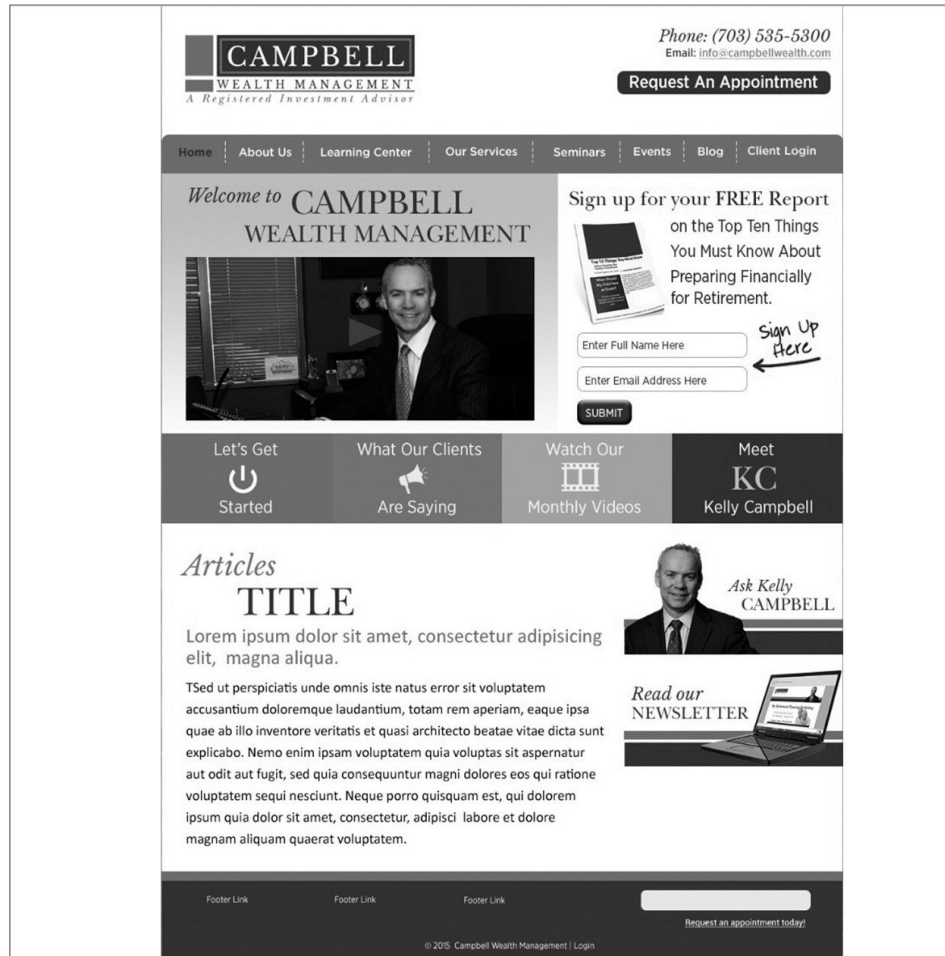 CAMPBELL
WEALTH MANAGEMENT
A Registered Investment Advisor
Phone: (703) 535-5300
Email: info@campbellwealth.com
Request An Appointment
Home
About Us
Learning Center
Our Services
Seminars
Events
Blog
Client Login
Welcome to CAMPBELL
WEALTH MANAGEMENT
Sign up for your FREE Report
on the Top Ten Things
You Must Know About
Preparing Financially
for Retirement.
Top 10 Things You Must Know
Enter Full Name Here
Enter Email Address Here
Sign Up
Here
SUBMIT
Let's Get
Started
What Our Clients
Are Saying
Watch Our
Monthly Videos
Meet
KC
Kelly Campbell
Articles
TITLE
Lorem ipsum dolor sit amet, consectetur adipisicing
elit, magna aliqua.
TSed ut perspiciatis unde omnis iste natus error sit voluptatem
accusantium doloremque laudantium, totam rem aperiam, eaque ipsa
quae ab illo inventore veritatis et quasi architecto beatae vitae dicta sunt
explicabo. Nemo enim ipsam voluptatem quia voluptas sit aspernatur
aut odit aut fugit, sed quia consequuntur magni dolores eos qui ratione
voluptatem sequi nesciunt. Neque porro quisquam est, qui dolorem
ipsum quia dolor sit amet, consectetur, adipisci labore et dolore
magnam aliquam quaerat voluptatem.
Ask Kelly
CAMPBELL
Read our
NEWSLETTER
Footer Link
Footer Link
Footer Link
Request an appointment today!
© 2015 Campbell Wealth Management | Login